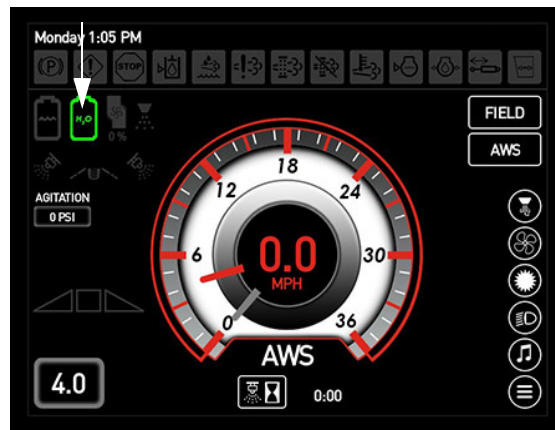 Monday 1:05 PM
(P)
STOP
H₂O
0 %
FIELD
AWS
AGITATION
0 PSI
0
6
12
18
24
30
36
0.0
MPH
AWS
4.0
0:00